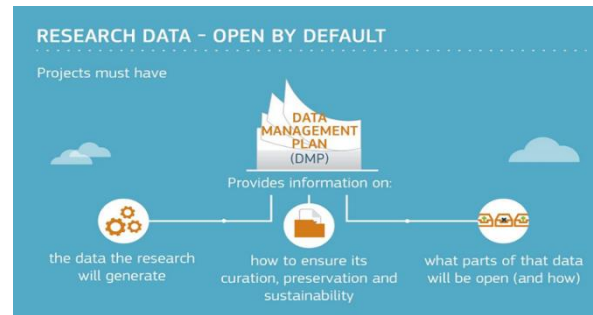 RESEARCH DATA - OPEN BY DEFAULT
Projects must have
DATA
MANAGEMENT
PLAN
(DMP)
Provides information on:
the data the research
will generate
how to ensure its
curation, preservation and
sustainability
what parts of that data
will be open (and how)